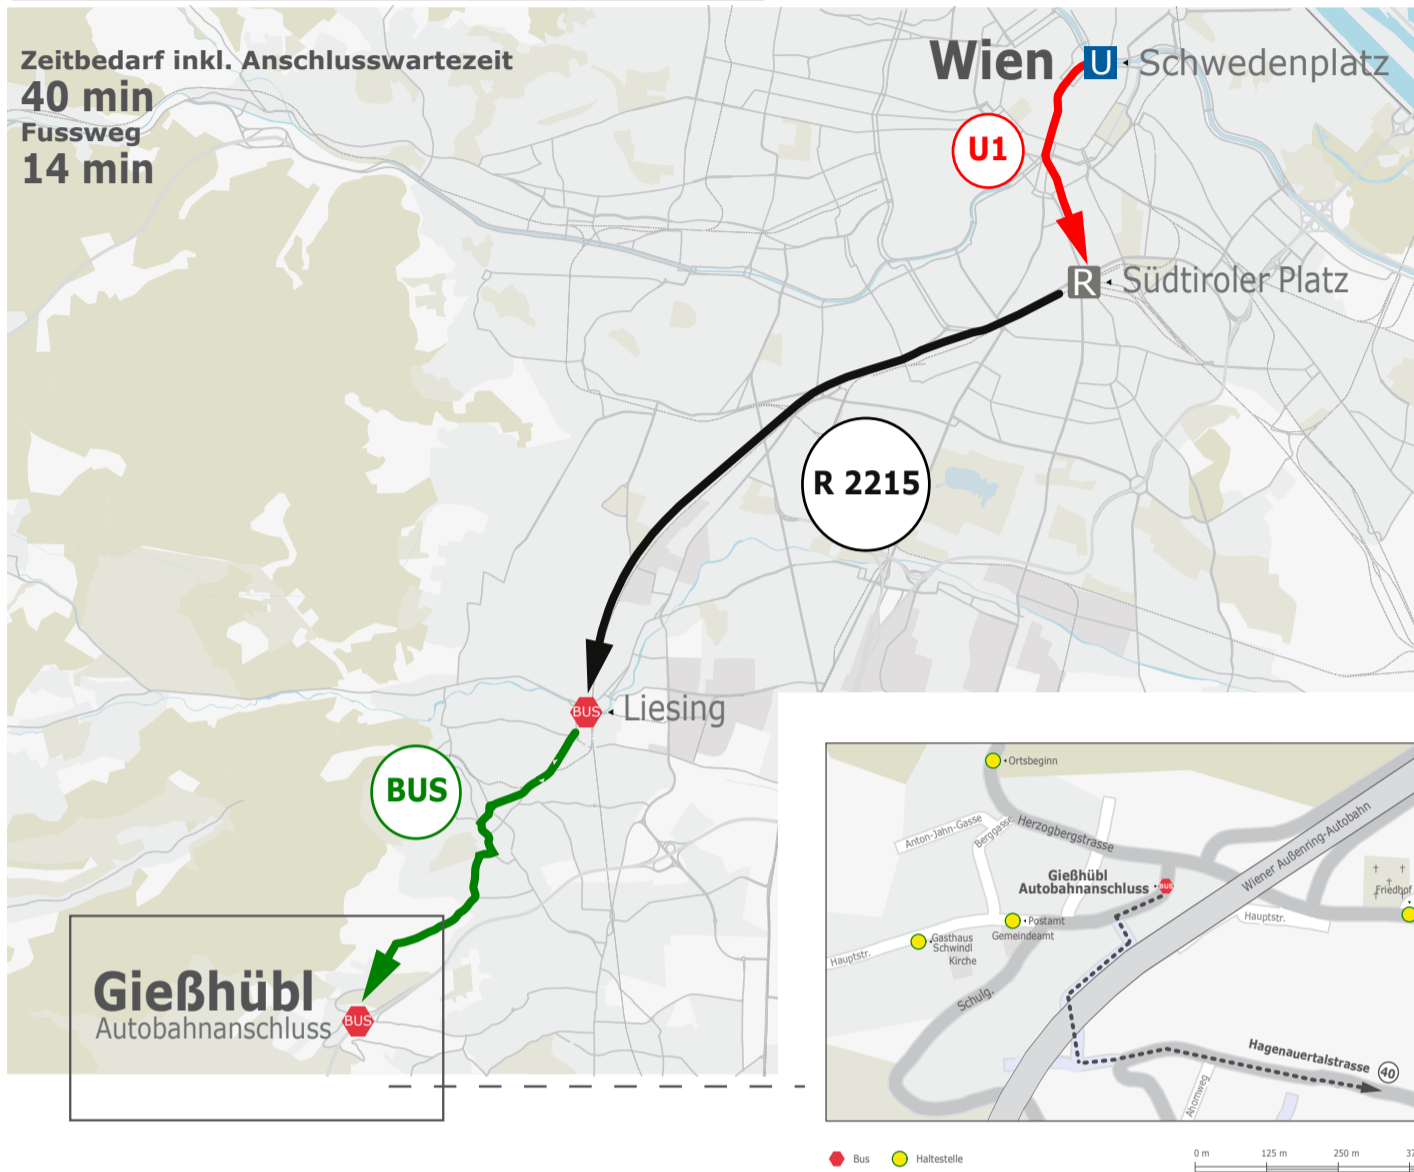 Zeitbedarf inkl. Anschlusswartezeit
40 min
Fussweg
14 min
Wien
U
Schwedenplatz
U1
R
Südtiroler Platz
R 2215
BUS
Liesing
BUS
Gießhübl
Autobahnanschluss
BUS
Ortsbeginn
Anton-Jahn-Gasse
Berggasse
Herzogbergstrasse
Wiener Außenring-Autobahn
Gießhübl
Autobahnanschluss
BUS
Friedhof
Postamt
Gemeindeamt
Hauptstr.
Gasthaus
Schwindl
Kirche
Hauptstr.
Schulg.
Hagenauertalstrasse
40
Ahornweg
Bus
Haltestelle
0 m
125 m
250 m